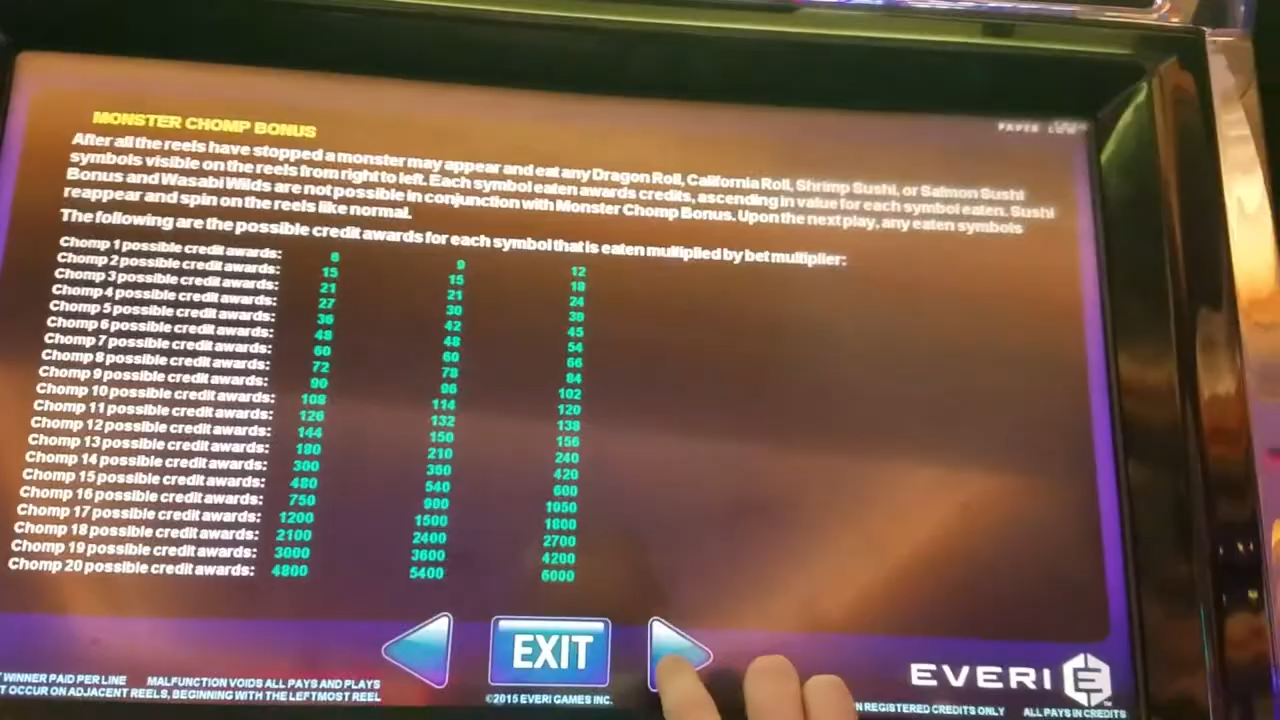 PAPER LOW
MONSTER CHOMP BONUS
After all the reels have stopped a monster may appear and eat any Dragon Roll, California Roll, Shrimp Sushi, or Salmon Sushi
symbols visible on the reels from right to left. Each symbol eaten awards credits, ascending in value for each symbol eaten. Sushi
Bonus and Wasabi Wilds are not possible in conjunction with Monster Chomp Bonus. Upon the next play, any eaten symbols
reappear and spin on the reels like normal.
The following are the possible credit awards for each symbol that is eaten multiplied by bet multiplier:
Chomp 1 possible credit awards: 6 9 12
Chomp 2 possible credit awards: 15 15 18
Chomp 3 possible credit awards: 21 21 24
Chomp 4 possible credit awards: 27 30 30
Chomp 5 possible credit awards: 36 42 45
Chomp 6 possible credit awards: 48 48 54
Chomp 7 possible credit awards: 60 60 66
Chomp 8 possible credit awards: 72 78 84
Chomp 9 possible credit awards: 90 96 102
Chomp 10 possible credit awards: 108 114 120
Chomp 11 possible credit awards: 126 132 138
Chomp 12 possible credit awards: 144 150 156
Chomp 13 possible credit awards: 180 210 240
Chomp 14 possible credit awards: 300 360 420
Chomp 15 possible credit awards: 480 540 600
Chomp 16 possible credit awards: 750 900 1050
Chomp 17 possible credit awards: 1200 1500 1800
Chomp 18 possible credit awards: 2100 2400 2700
Chomp 19 possible credit awards: 3000 3600 4200
Chomp 20 possible credit awards: 4800 5400 6000
EXIT
EVERI
WINNER PAID PER LINE MALFUNCTION VOIDS ALL PAYS AND PLAYS
T OCCUR ON ADJACENT REELS, BEGINNING WITH THE LEFTMOST REEL
©2015 EVERI GAMES INC.
N REGISTERED CREDITS ONLY ALL PAYS IN CREDITS